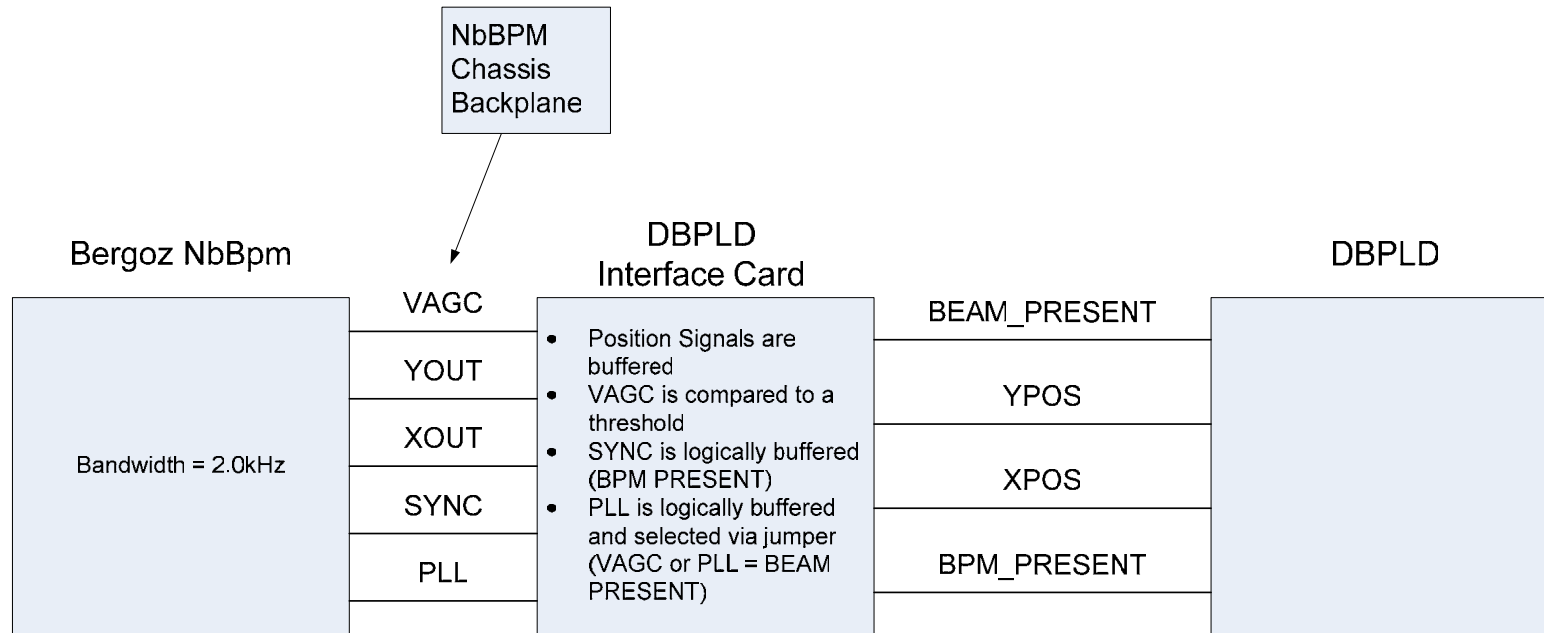 NbBPM
Chassis
Backplane
Bergoz NbBpm
DBPLD
Interface Card
DBPLD
Bandwidth = 2.0kHz
VAGC
YOUT
XOUT
SYNC
PLL
• Position Signals are
buffered
• VAGC is compared to a
threshold
• SYNC is logically buffered
(BPM PRESENT)
• PLL is logically buffered
and selected via jumper
(VAGC or PLL = BEAM
PRESENT)
BEAM_PRESENT
YPOS
XPOS
BPM_PRESENT